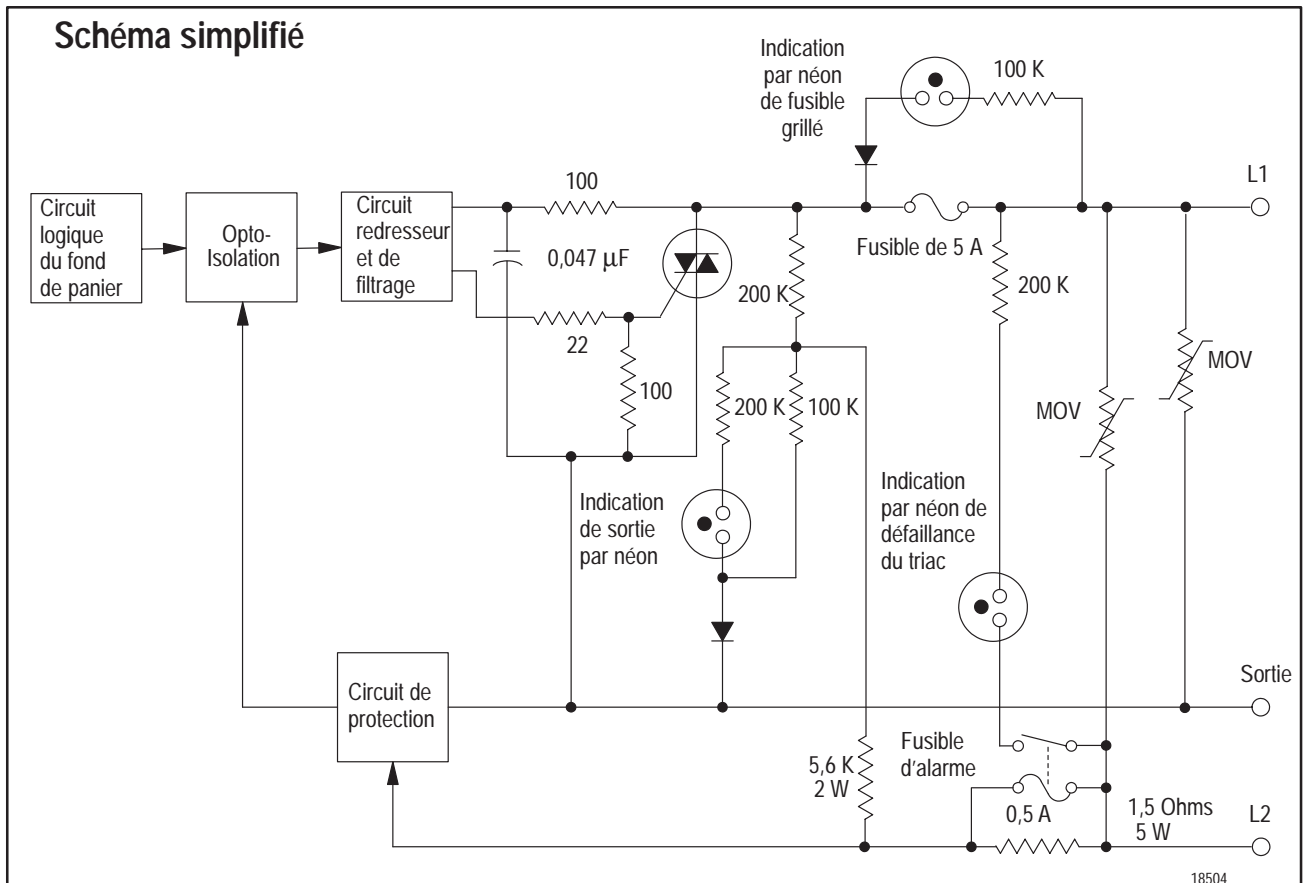 Schéma simplifié
Indication
par néon
de fusible
grillé
100 K
L1
Circuit
logique
du fond
de panier
Opto-
Isolation
Circuit
redresseur
et de
filtrage
100
0,047 µF
Fusible de 5 A
200 K
200 K
22
100
200 K
100 K
MOV
MOV
Indication
de sortie
par néon
Indication
par néon de
défaillance
du triac
Sortie
Circuit de
protection
Fusible
d'alarme
5,6 K
2 W
0,5 A
1,5 Ohms
5 W
L2
18504